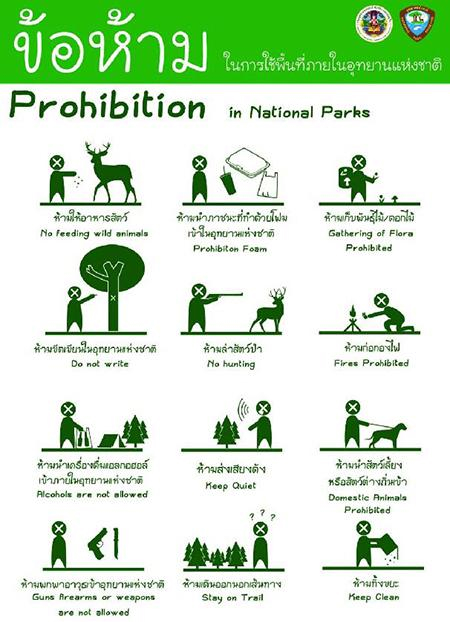 ข้อห้าม
ในการใช้พื้นที่ภายในอุทยานแห่งชาติ
Prohibition in National Parks
ห้ามให้อาหารสัตว์
No feeding wild animals
ห้ามนำภาชนะที่ทำด้วยโฟม
เข้าในอุทยานแห่งชาติ
Prohibiton Foam
ห้ามเก็บพันธุ์ไม้/ดอกไม้
Gathering of Flora
Prohibited
ห้ามขีดเขียนในอุทยานแห่งชาติ
Do not write
ห้ามล่าสัตว์ป่า
No hunting
ห้ามก่อกองไฟ
Fires Prohibited
ห้ามนำเครื่องดื่มแอลกอฮอล์
เข้าภายในอุทยานแห่งชาติ
Alcohols are not allowed
ห้ามส่งเสียงดัง
Keep Quiet
ห้ามนำสัตว์เลี้ยง
หรือสัตว์ต่างถิ่นเข้า
Domestic Animals
Prohibited
? ? ?
ห้ามพกพาอาวุธเข้าอุทยานแห่งชาติ
Guns Arearms or weapons
are not allowed
ห้ามเดินออกนอกเส้นทาง
Stay on Trail
ห้ามทิ้งขยะ
Keep Clean